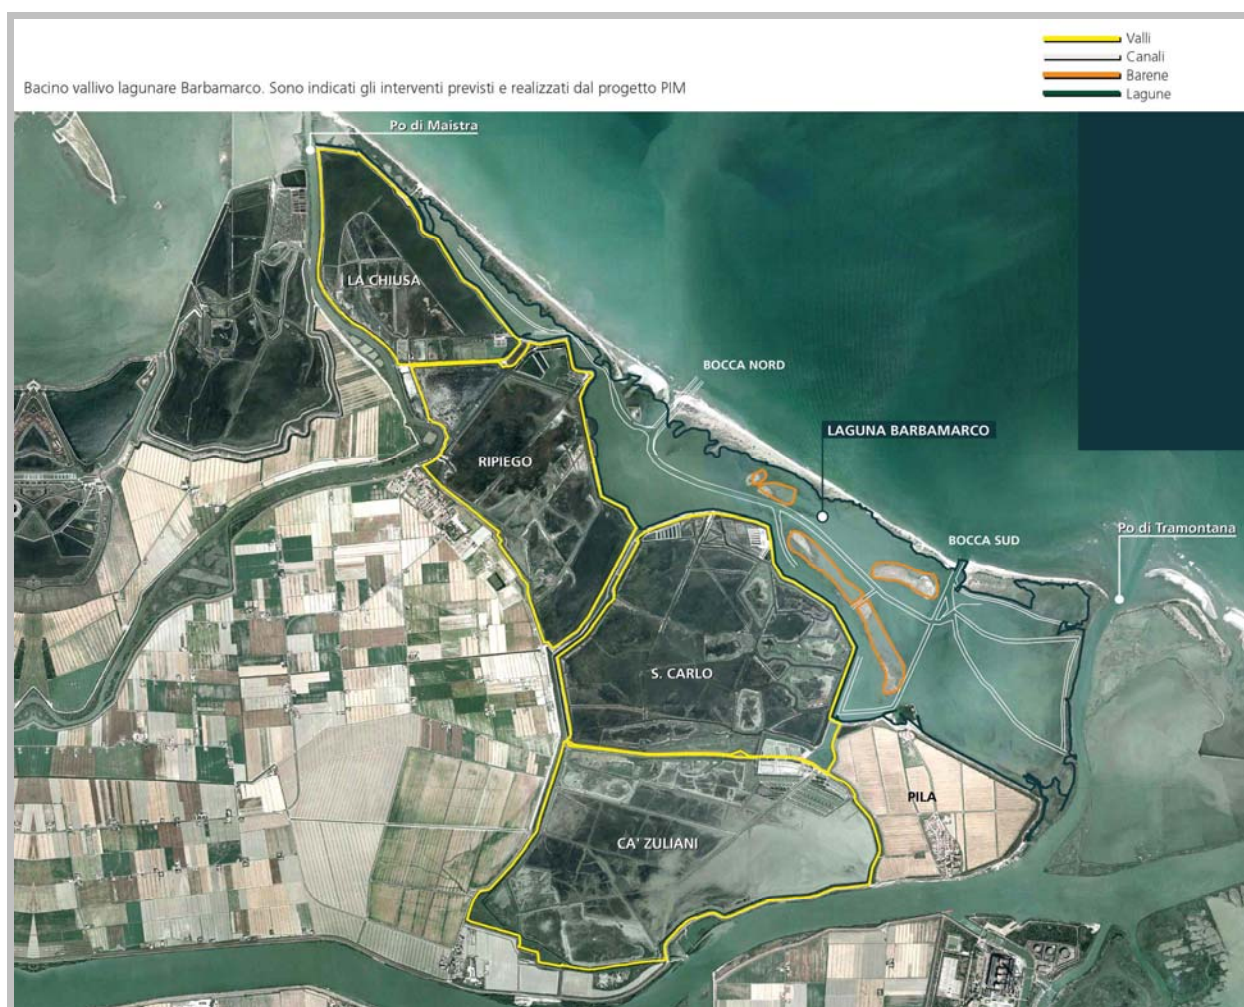 Valli
Canali
Barene
Lagune
Bacino vallivo lagunare Barbamarco. Sono indicati gli interventi previsti e realizzati dal progetto PIM
Po di Maistra
LA CHIUSA
BOCCA NORD
LAGUNA BARBAMARCO
RIPIEGO
Po di Tramontana
BOCCA SUD
S. CARLO
PILA
CA' ZULIANI